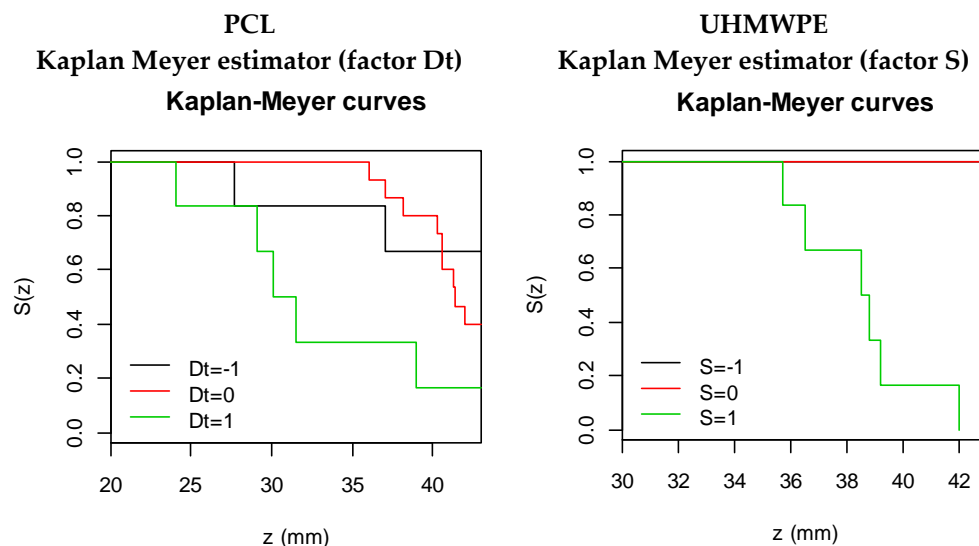 PCL
Kaplan Meyer estimator (factor Dt)
Kaplan-Meyer curves
S(z)
1.0
0.8
0.6
0.4
0.2
0.0
Dt=-1
Dt=0
Dt=1
20 25 30 35 40
z (mm)
UHMWPE
Kaplan Meyer estimator (factor S)
Kaplan-Meyer curves
S(z)
1.0
0.8
0.6
0.4
0.2
0.0
S=-1
S=0
S=1
30 32 34 36 38 40 42
z (mm)